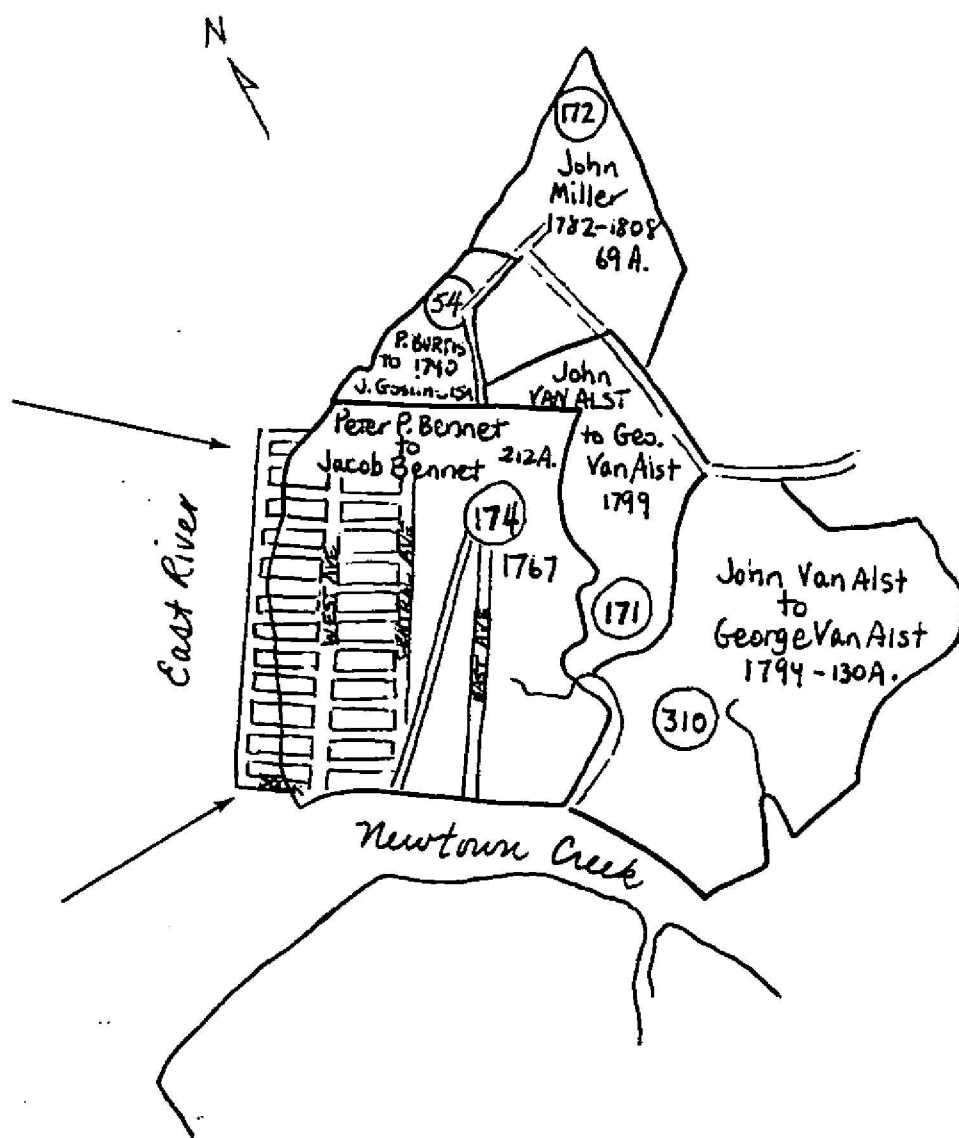 N
172
John
Miller
1782-1808
69 A.
54
P. BURTIS
TO 1740
J.
John
VAN ALST
to Geo.
Van Alst
1799
Peter P. Bennet
to
Jacob Bennet
212A.
174
1767
171
East River
WEST AVE
CENTRAL AVE
EAST AVE
John Van Alst
to
George Van Alst
1794-130A.
310
Newtown Creek